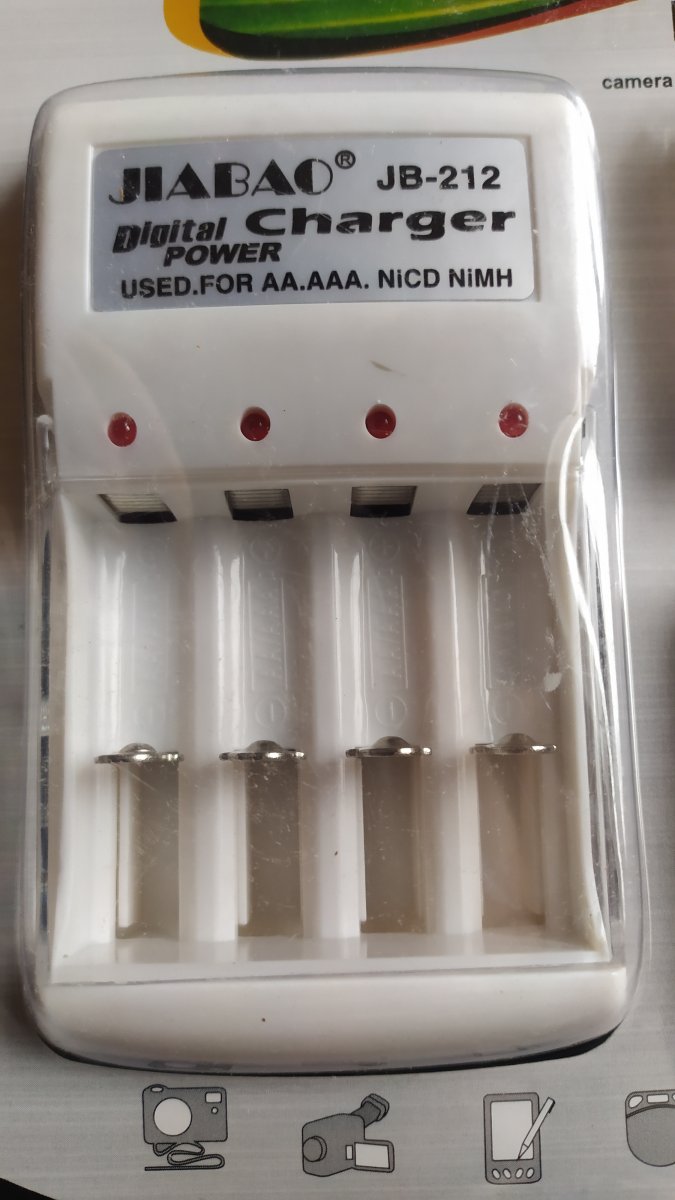 camera
JIABAO® JB-212
Digital Charger
POWER
USED.FOR AA.AAA. NiCD NiMH